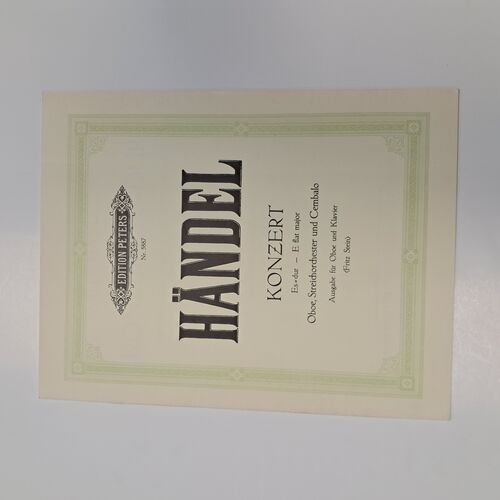 EDITION PETERS
Nr. 5967
HÄNDEL
KONZERT
Es=dur — E flat major
Oboe, Streichorchester und Cembalo
Ausgabe für Oboe und Klavier
(Fritz Stein)